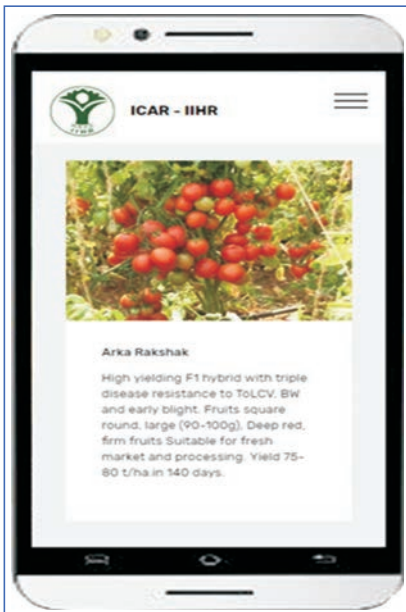 ICAR - IIHR
Arka Rakshak
High yielding F1 hybrid with triple
disease resistance to ToLCV, BW
and early blight. Fruits square
round, large (90-100g), Deep red,
firm fruits Suitable for fresh
market and processing. Yield 75-
80 t/ha.in 140 days.